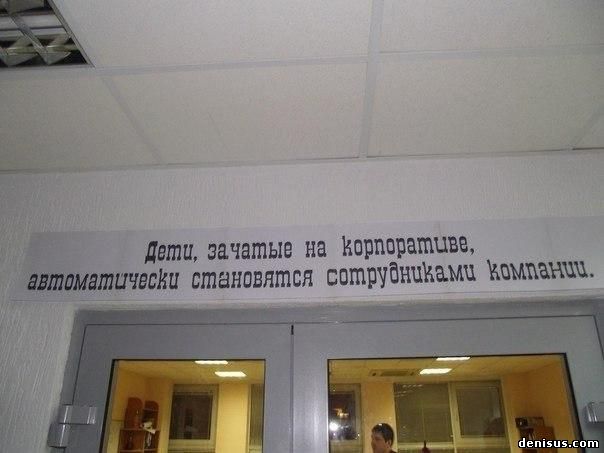 Дети, зачатые на корпоративе,
автоматически становятся сотрудниками компании.
denisus.com